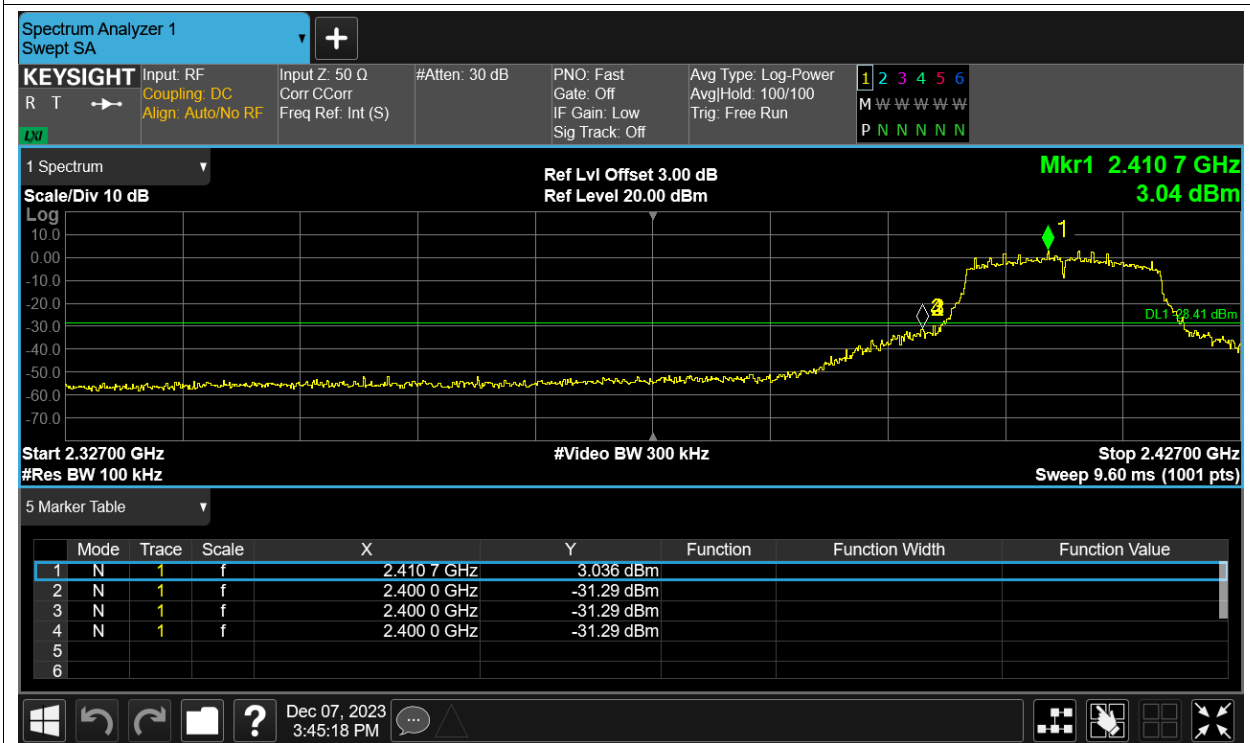 Spectrum Analyzer 1
Swept SA
KEYSIGHT
R T
LXI
Input: RF
Coupling: DC
Align: Auto/No RF
Input Z: 50 Ω
Corr CCorr
Freq Ref: Int (S)
#Atten: 30 dB
PNO: Fast
Gate: Off
IF Gain: Low
Sig Track: Off
Avg Type: Log-Power
Avg|Hold: 100/100
Trig: Free Run
1 2 3 4 5 6
M W W W W W
P N N N N N
1 Spectrum
Scale/Div 10 dB
Ref Lvl Offset 3.00 dB
Ref Level 20.00 dBm
Mkr1 2.410 7 GHz
3.04 dBm
Log
10.0
0.00
-10.0
-20.0
-30.0
-40.0
-50.0
-60.0
-70.0
1
DL1 -28.41 dBm
Start 2.32700 GHz
#Video BW 300 kHz
Stop 2.42700 GHz
#Res BW 100 kHz
Sweep 9.60 ms (1001 pts)
5 Marker Table
Mode Trace Scale X Y Function Function Width Function Value
1 N 1 f 2.410 7 GHz 3.036 dBm
2 N 1 f 2.400 0 GHz -31.29 dBm
3 N 1 f 2.400 0 GHz -31.29 dBm
4 N 1 f 2.400 0 GHz -31.29 dBm
5
6
?
Dec 07, 2023
3:45:18 PM